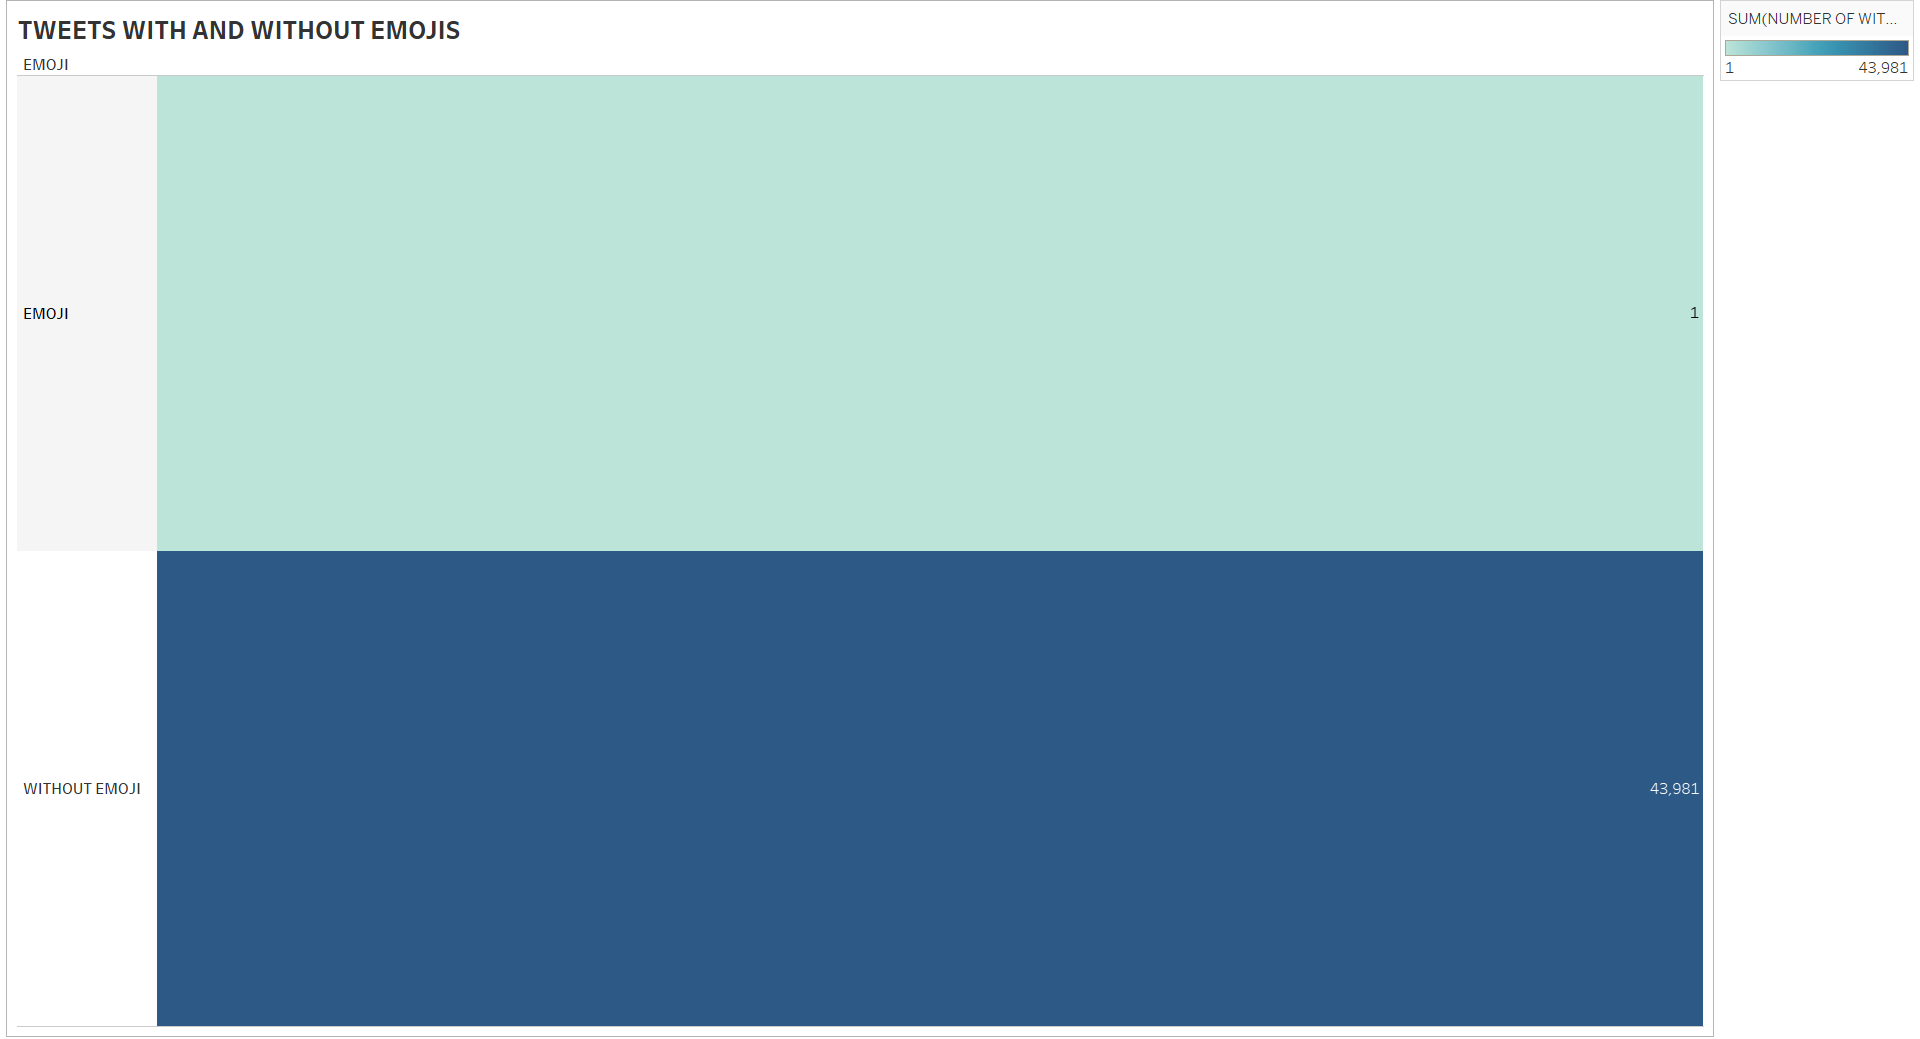 TWEETS WITH AND WITHOUT EMOJIS
EMOJI
EMOJI
1
WITHOUT EMOJI
43,981
SUM(NUMBER OF WIT...
1
43,981